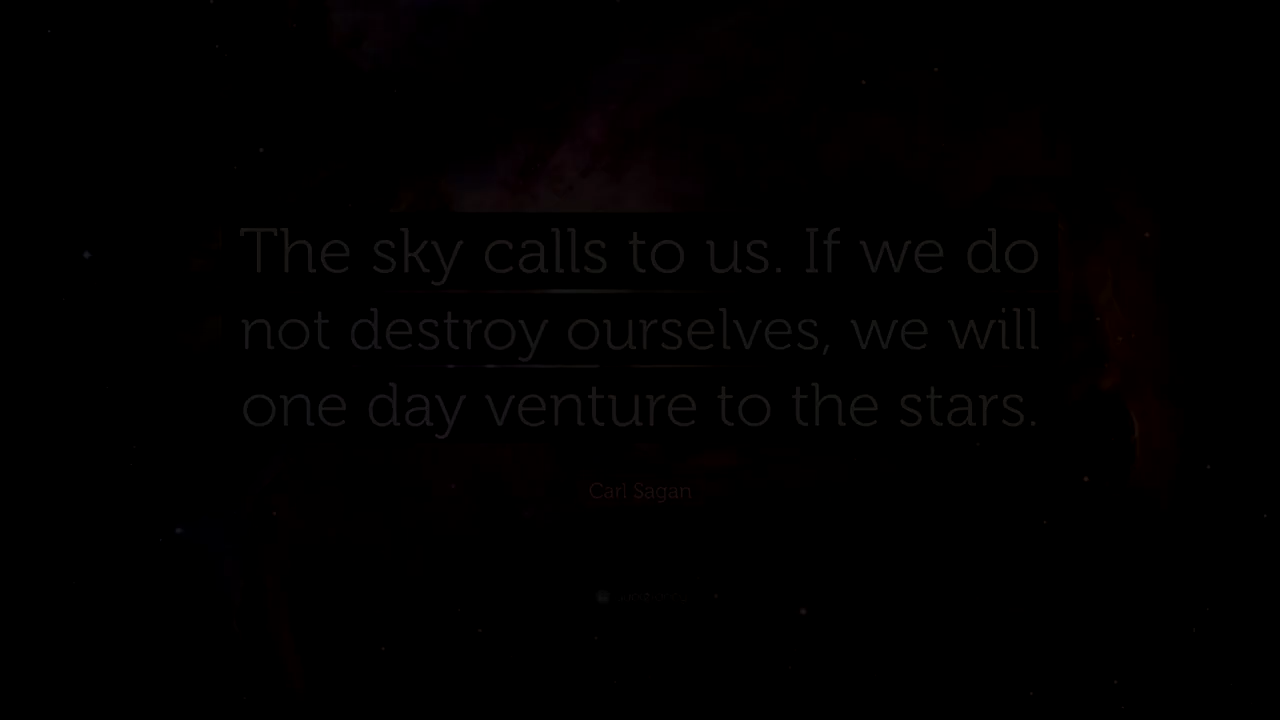 The sky calls to us. If we do
not destroy ourselves, we will
one day venture to the stars.
Carl Sagan